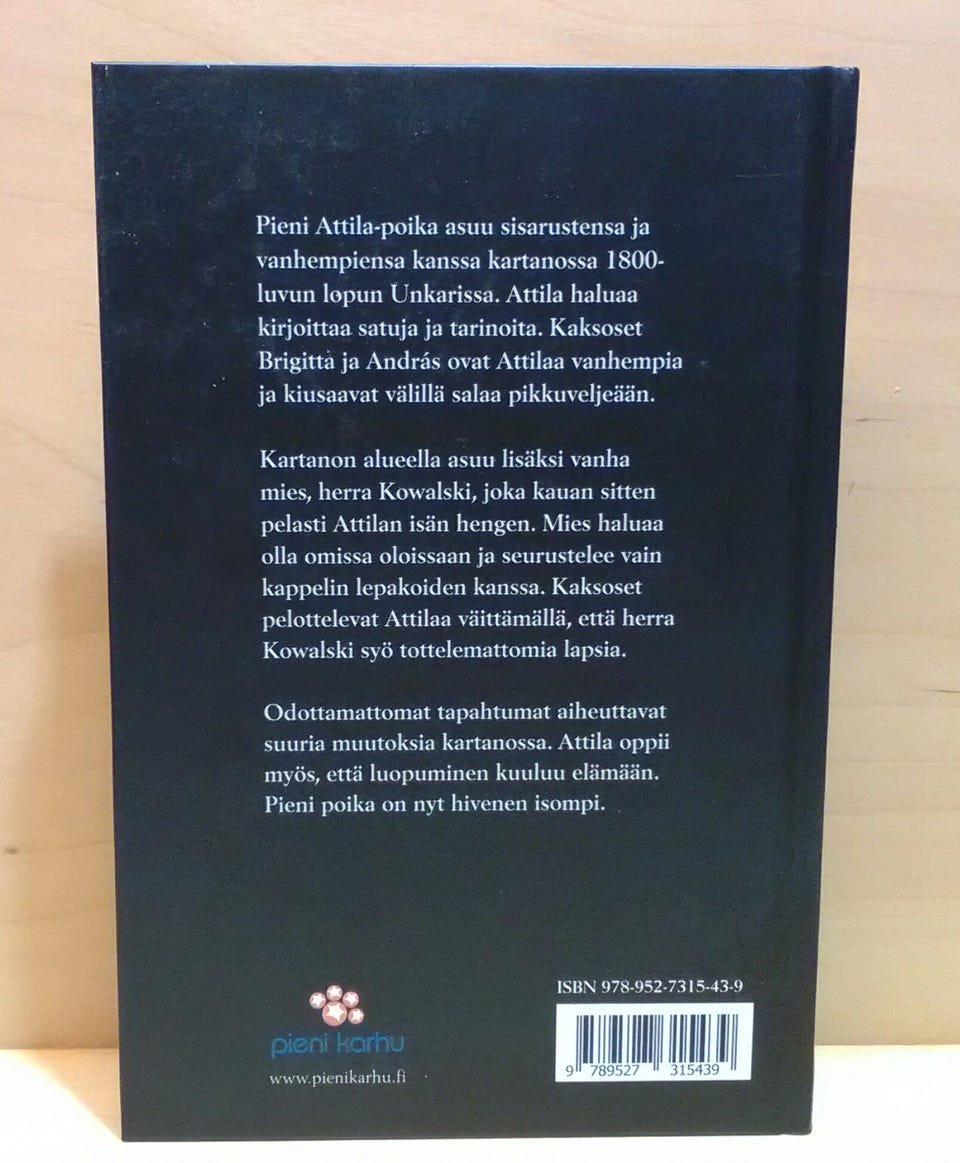 Pieni Attila-poika asuu sisarustensa ja
vanhempiensa kanssa kartanossa 1800-
luvun lopun Unkarissa. Attila haluaa
kirjoittaa satuja ja tarinoita. Kaksoset
Brigitta ja András ovat Attilaa vanhempia
ja kiusaavat välillä salaa pikkuveljeään.
Kartanon alueella asuu lisäksi vanha
mies, herra Kowalski, joka kauan sitten
pelasti Attilan isän hengen. Mies haluaa
olla omissa oloissaan ja seurustelee vain
kappelin lepakoiden kanssa. Kaksoset
pelottelevat Attilaa väittämällä, että herra
Kowalski syö tottelemattomia lapsia.
Odottamattomat tapahtumat aiheuttavat
suuria muutoksia kartanossa. Attila oppii
myös, että luopuminen kuuluu elämään.
Pieni poika on nyt hivenen isompi.
pieni karhu
www.pienikarhu.fi
ISBN 978-952-7315-43-9
9 789527 315439